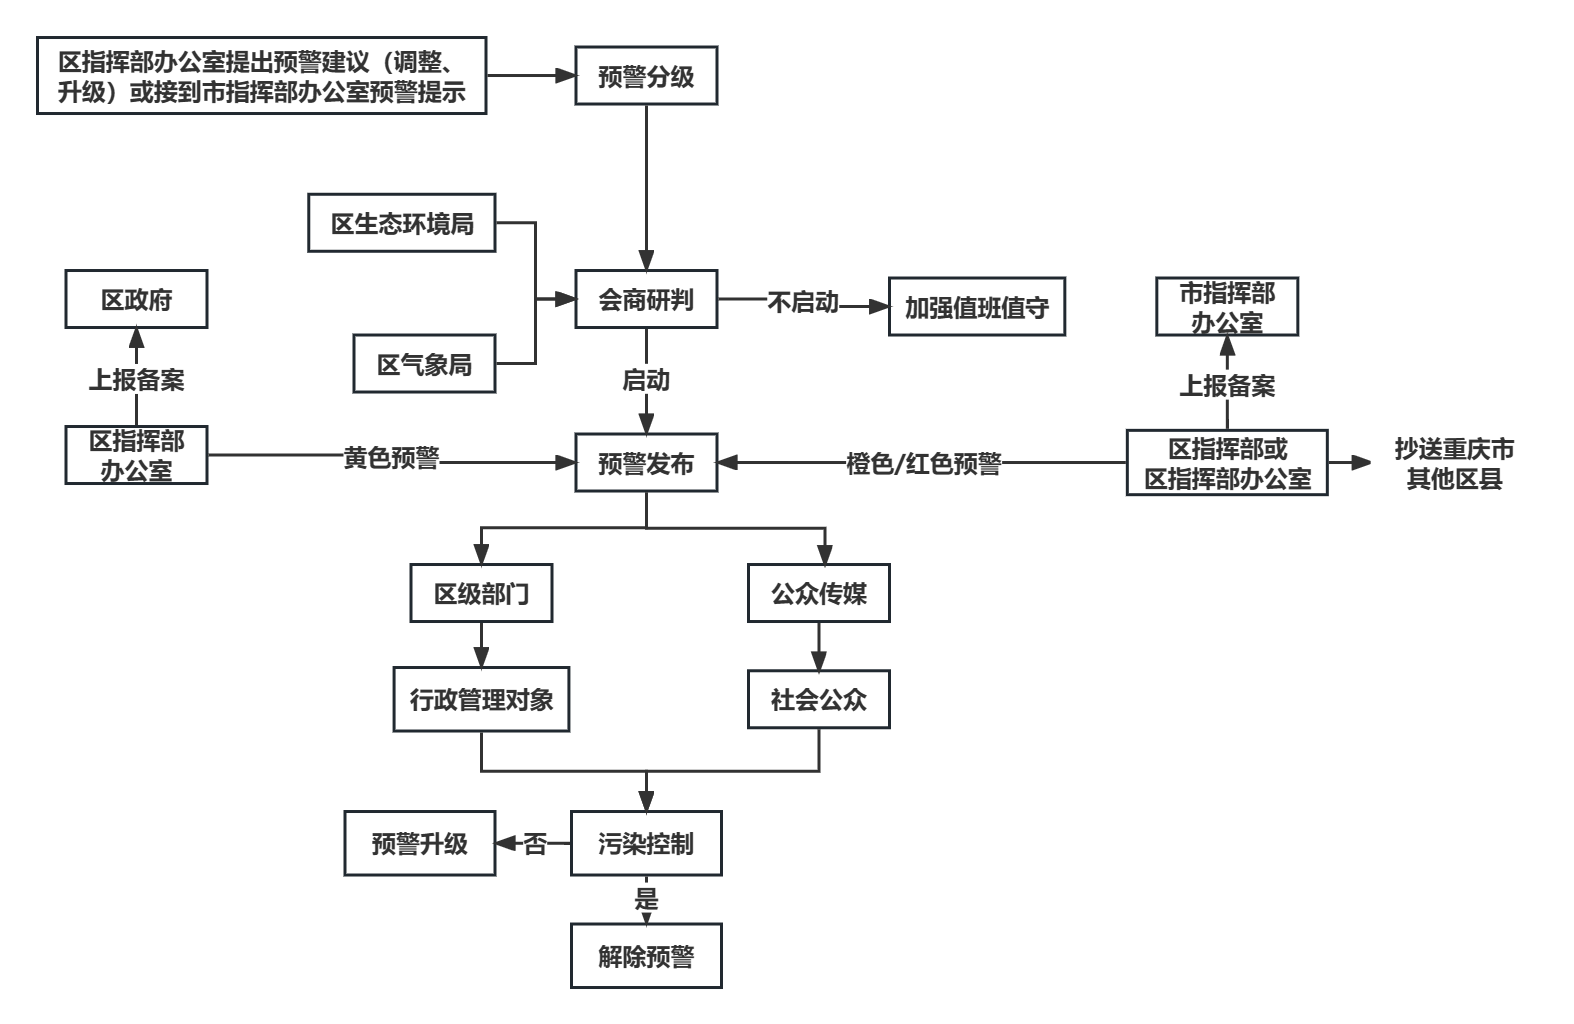 区指挥部办公室提出预警建议（调整、
升级）或接到市指挥部办公室预警提示
预警分级
区生态环境局
区政府
会商研判
不启动
加强值班值守
市指挥部
办公室
区气象局
上报备案
启动
上报备案
区指挥部
办公室
黄色预警
预警发布
橙色/红色预警
区指挥部或
区指挥部办公室
抄送重庆市
其他区县
区级部门
公众传媒
行政管理对象
社会公众
预警升级
否
污染控制
是
解除预警